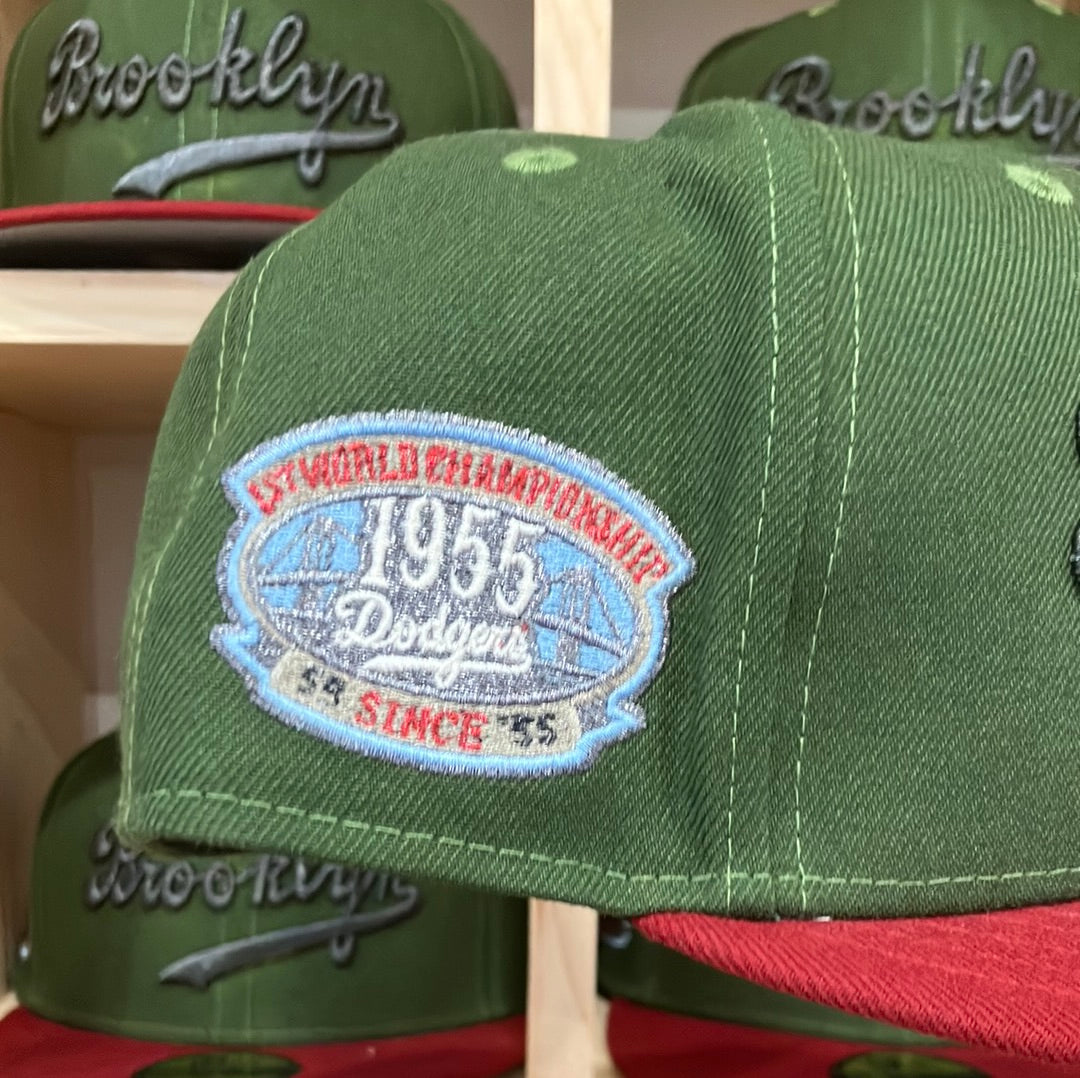 Brooklyn
Brooklyn
1ST WORLD CHAMPIONSHIP
1955
Dodgers
SINCE '55
Brooklyn